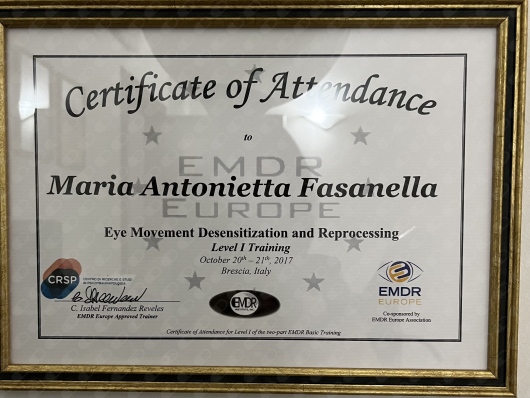 Certificate of Attendance
to
EMDR
Maria Antonietta Fasanella
EUROPE
Eye Movement Desensitization and Reprocessing
Level I Training
October 20th – 21th, 2017
Brescia, Italy
CRSP
C. Isabel Fernandez Reveles
EMDR Europe Approved Trainer
EMDR
EMDR
EUROPE
Co-sponsored by
EMDR Europe Association
Certificate of Attendance for Level I of the two-part EMDR Basic Training